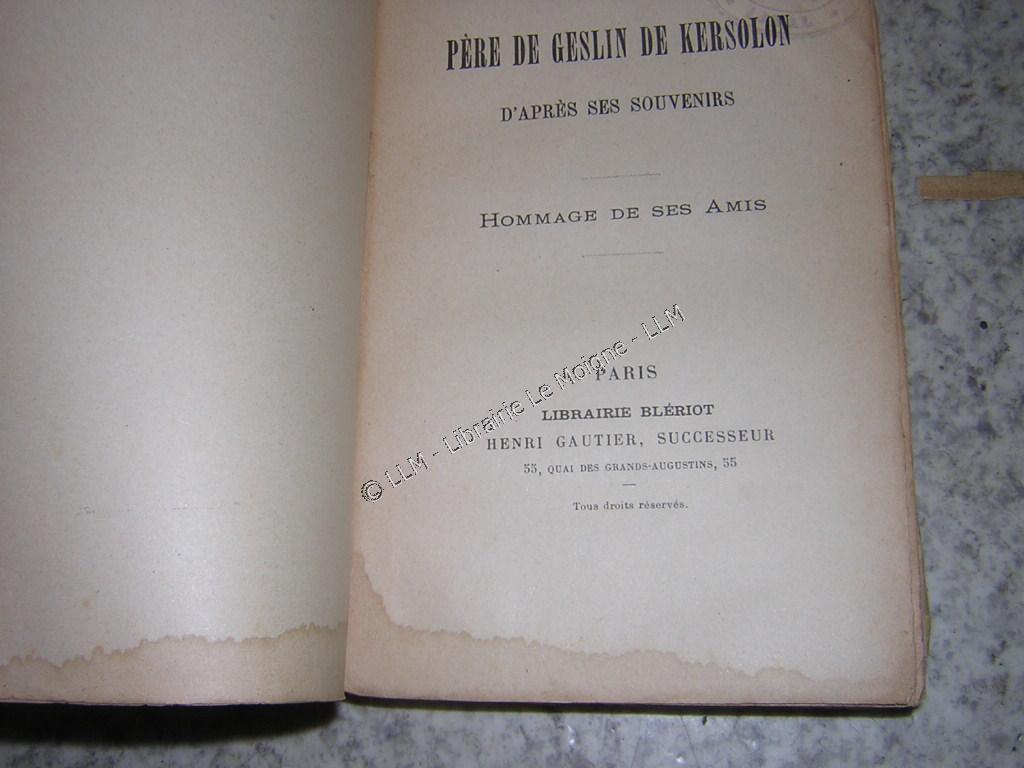 PÈRE DE GESLIN DE KERSOLON
D'APRÈS SES SOUVENIRS
HOMMAGE DE SES AMIS
PARIS
LIBRAIRIE BLÉRIOT
HENRI GAUTIER, SUCCESSEUR
55, QUAI DES GRANDS-AUGUSTINS, 55
Tous droits réservés.
© LLM - Librairie Le Moigne - LLM